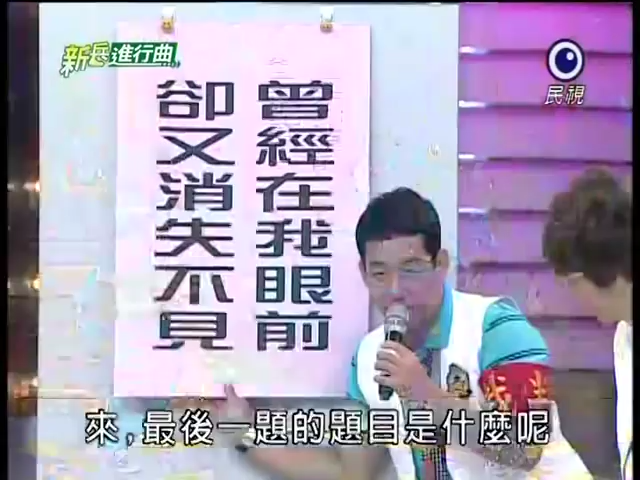 新兵進行曲
民視
曾經在我眼前
卻又消失不見
來,最後一題的題目是什麼呢